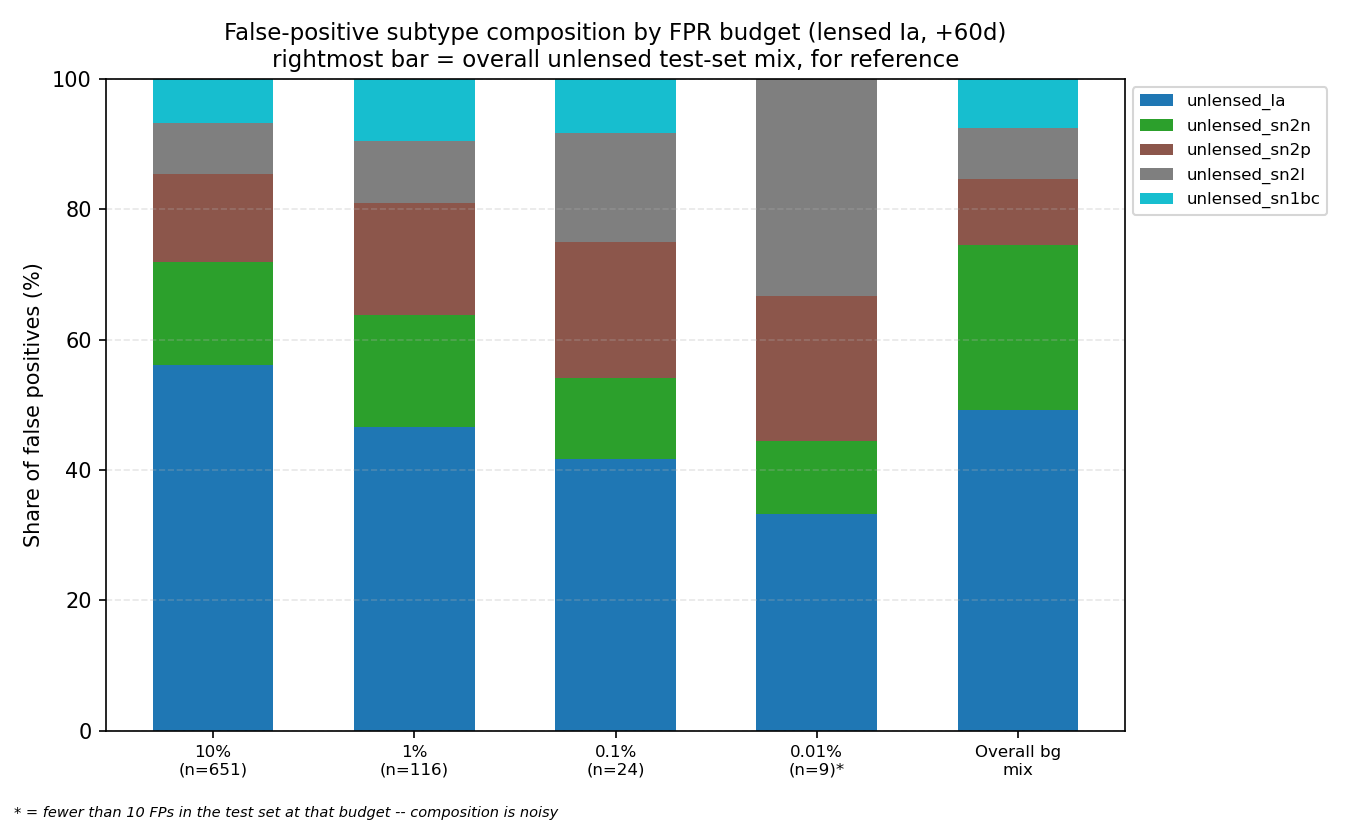 False-positive subtype composition by FPR budget (lensed Ia, +60d)
rightmost bar = overall unlensed test-set mix, for reference
100
80
60
40
20
0
Share of false positives (%)
unlensed_Ia
unlensed_sn2n
unlensed_sn2p
unlensed_sn2l
unlensed_sn1bc
10%
(n=651)
1%
(n=116)
0.1%
(n=24)
0.01%
(n=9)*
Overall bg
mix
* = fewer than 10 FPs in the test set at that budget -- composition is noisy